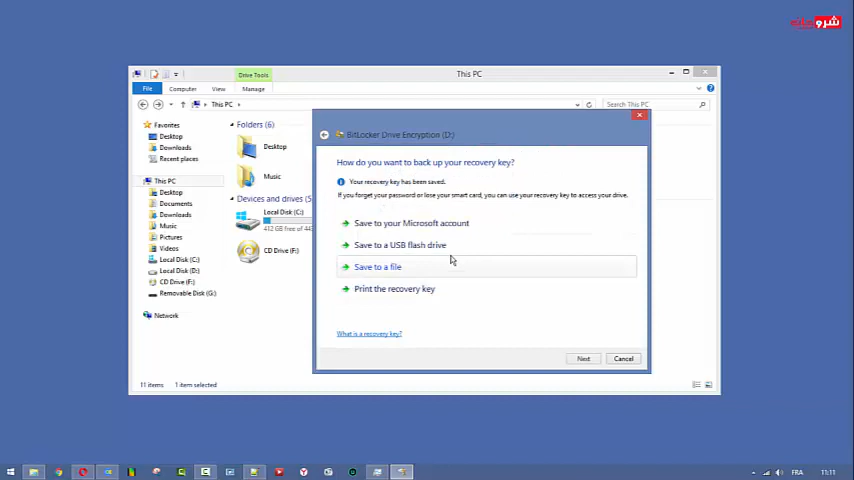 شروحات
Drive Tools
This PC
File
Computer
View
Manage
This PC
Search This PC
Favorites
Desktop
Downloads
Recent places
This PC
Desktop
Documents
Downloads
Music
Pictures
Videos
Local Disk (C:)
Local Disk (D:)
CD Drive (F:)
Removable Disk (G:)
Network
Folders (6)
Desktop
Music
Devices and drives (5
Local Disk (C:)
CD Drive (F:)
BitLocker Drive Encryption (D:)
How do you want to back up your recovery key?
Your recovery key has been saved.
If you forget your password or lose your smart card, you can use your recovery key to access your drive.
Save to your Microsoft account
Save to a USB flash drive
Save to a file
Print the recovery key
What is a recovery key?
Next
Cancel
11 items
1 item selected
FRA
11:11